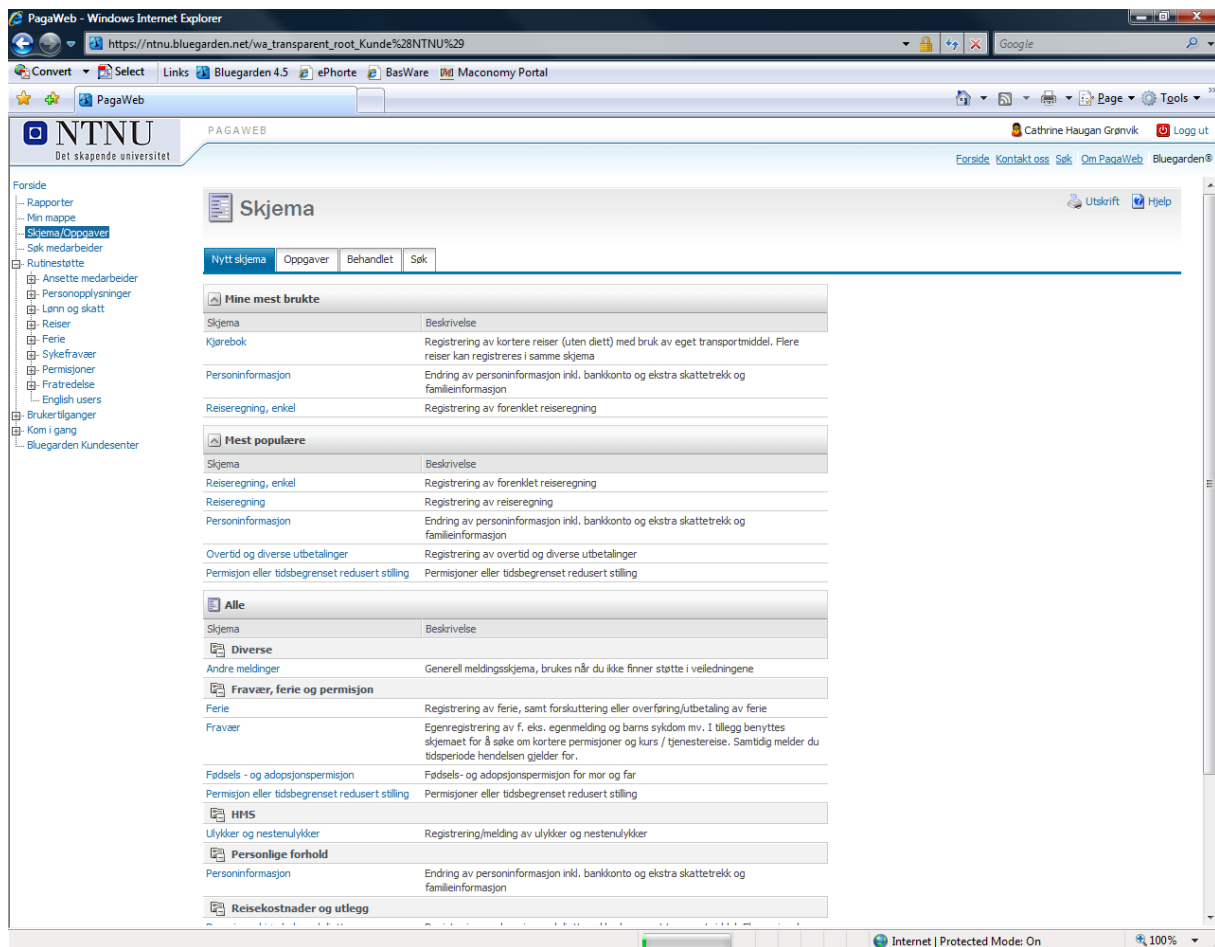 PagaWeb - Windows Internet Explorer
https://ntnu.bluegarden.net/wa_transparent_root_Kunde%28NTNU%29
Google
Convert Select Links Bluegarden 4.5 ePhorte BasWare Maconomy Portal
PagaWeb Page Tools
NTNU
Det skapende universitet
PAGAWEB
Cathrine Haugan Grønvik Logg ut
Forside Kontakt oss Søk Om PagaWeb Bluegarden®
Forside
Rapporter
Min mappe
Skjema/Oppgaver
Søk medarbeider
Rutinestøtte
Ansette medarbeider
Personopplysninger
Lønn og skatt
Reiser
Ferie
Sykefravær
Permisjoner
Fratredelse
English users
Brukertilganger
Kom i gang
Bluegarden Kundesenter
Skjema
Utskrift Hjelp
Nytt skjema Oppgaver Behandlet Søk
Mine mest brukte
Skjema Beskrivelse
Kjørebok Registrering av kortere reiser (uten diett) med bruk av eget transportmiddel. Flere
reiser kan registreres i samme skjema
Personinformasjon Endring av personinformasjon inkl. bankkonto og ekstra skattetrekk og
familieinformasjon
Reiseregning, enkel Registrering av forenklet reiseregning
Mest populære
Skjema Beskrivelse
Reiseregning, enkel Registrering av forenklet reiseregning
Reiseregning Registrering av reiseregning
Personinformasjon Endring av personinformasjon inkl. bankkonto og ekstra skattetrekk og
familieinformasjon
Overtid og diverse utbetalinger Registrering av overtid og diverse utbetalinger
Permisjon eller tidsbegrenset redusert stilling Permisjoner eller tidsbegrenset redusert stilling
Alle
Skjema Beskrivelse
Diverse
Andre meldinger Generell meldingsskjema, brukes når du ikke finner støtte i veiledningene
Fravær, ferie og permisjon
Ferie Registrering av ferie, samt forskuttering eller overføring/utbetaling av ferie
Fravær Egenregistrering av f. eks. egenmelding og barns sykdom mv. I tillegg benyttes
skjemaet for å søke om kortere permisjoner og kurs / tjenestereise. Samtidig melder du
tidsperiode hendelsen gjelder for.
Fødsels - og adopsjonspermisjon Fødsels- og adopsjonspermisjon for mor og far
Permisjon eller tidsbegrenset redusert stilling Permisjoner eller tidsbegrenset redusert stilling
HMS
Ulykker og nestenulykker Registrering/melding av ulykker og nestenulykker
Personlige forhold
Personinformasjon Endring av personinformasjon inkl. bankkonto og ekstra skattetrekk og
familieinformasjon
Reisekostnader og utlegg
Internet | Protected Mode: On 100%